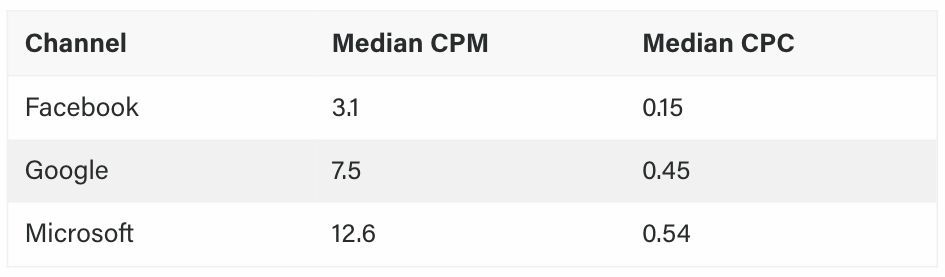 Channel Median CPM Median CPC
Facebook 3.1 0.15
Google 7.5 0.45
Microsoft 12.6 0.54